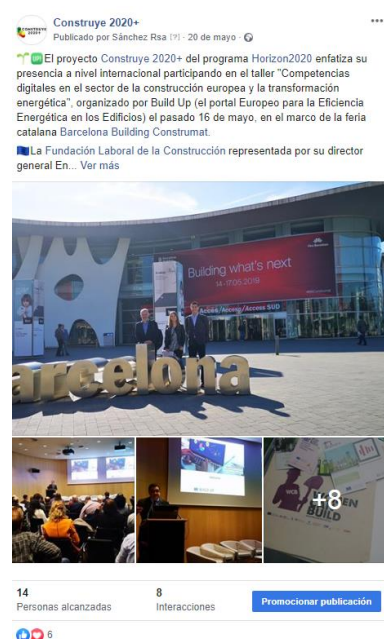 Construye 2020+
Publicado por Sánchez Rsa [?] · 20 de mayo ·
El proyecto Construye 2020+ del programa Horizon2020 enfatiza su
presencia a nivel internacional participando en el taller "Competencias
digitales en el sector de la construcción europea y la transformación
energética", organizado por Build Up (el portal Europeo para la Eficiencia
Energética en los Edificios) el pasado 16 de mayo, en el marco de la feria
catalana Barcelona Building Construmat.
La Fundación Laboral de la Construcción representada por su director
general En... Ver más
Building what's next
14-17.05.2019
Accés/Acceso/Access SUD
arcelona
+8
EN
BUILD
14
Personas alcanzadas
8
Interacciones
Promocionar publicación
6